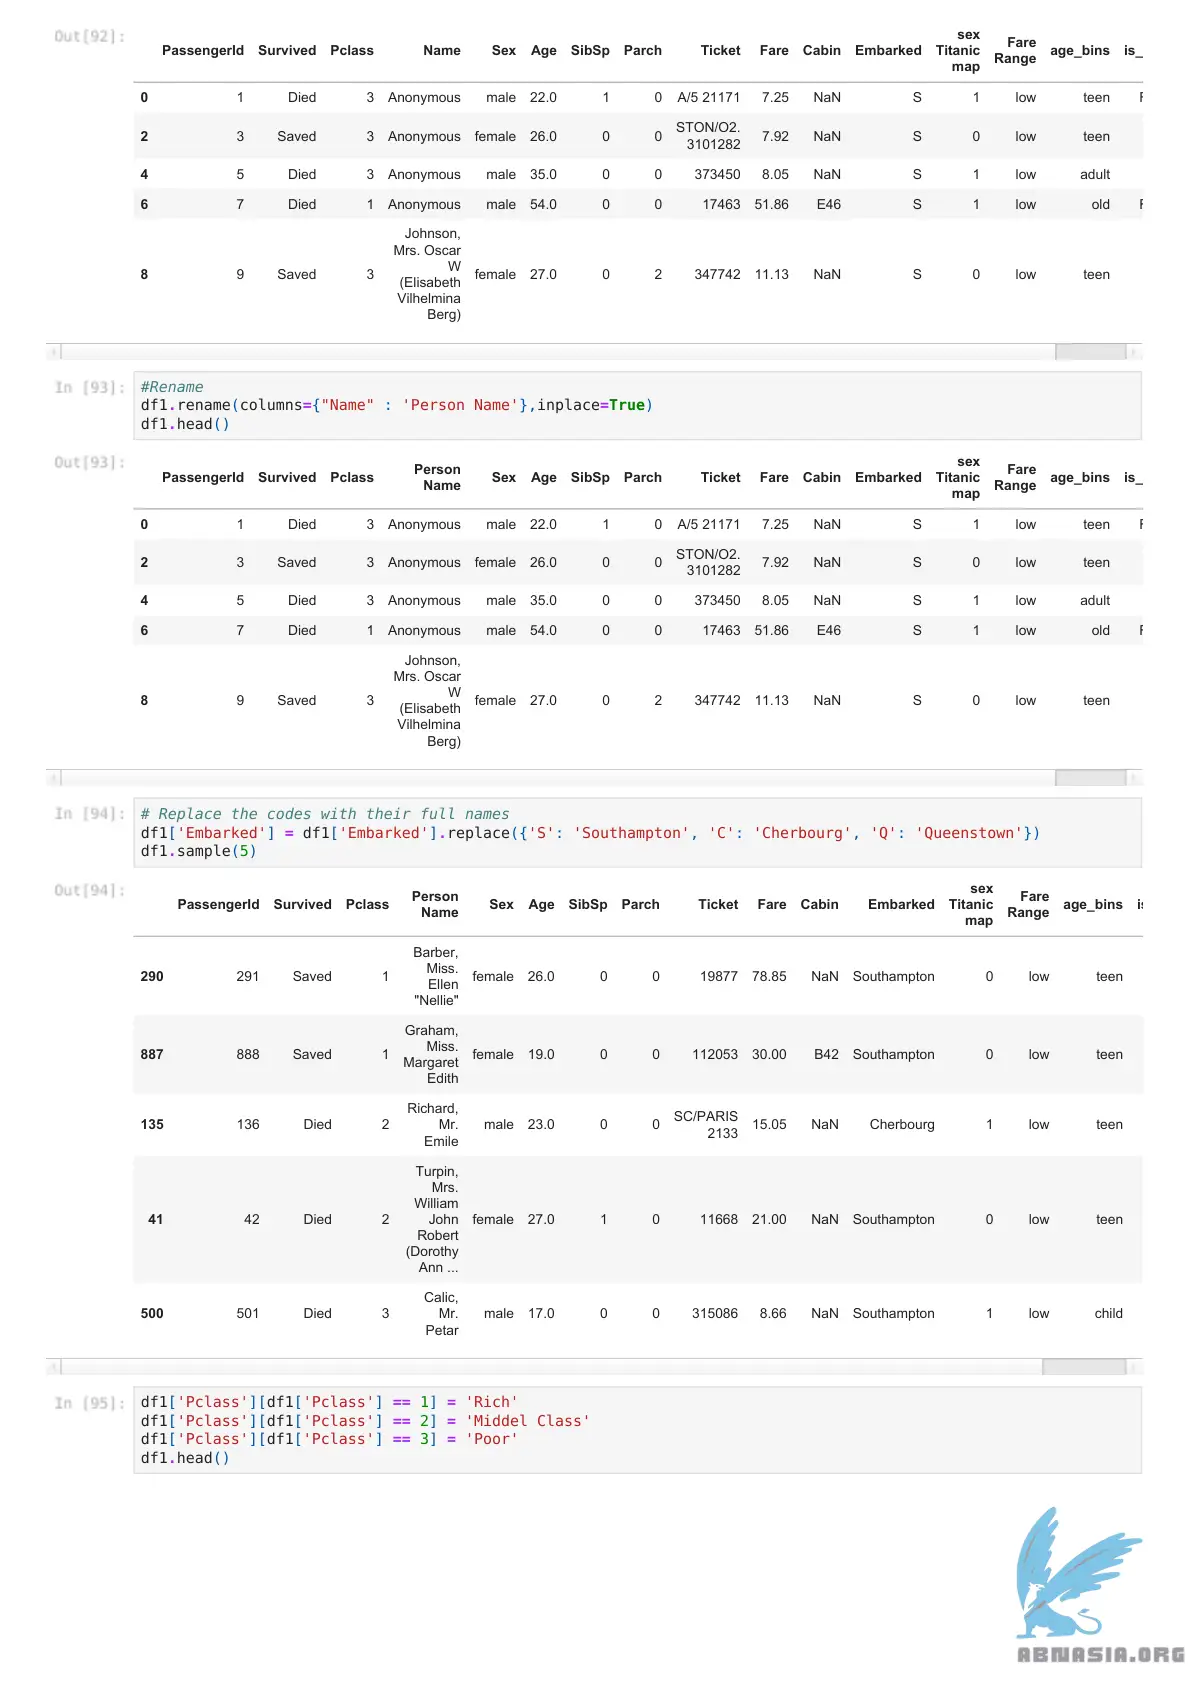 Out[92]:
PassengerId Survived Pclass Name Sex Age SibSp Parch Ticket Fare Cabin Embarked sex Titanic map Fare Range age_bins is_
0 1 Died 3 Anonymous male 22.0 1 0 A/5 21171 7.25 NaN S 1 low teen F
2 3 Saved 3 Anonymous female 26.0 0 0 STON/O2. 3101282 7.92 NaN S 0 low teen
4 5 Died 3 Anonymous male 35.0 0 0 373450 8.05 NaN S 1 low adult
6 7 Died 1 Anonymous male 54.0 0 0 17463 51.86 E46 S 1 low old F
8 9 Saved 3 Johnson, Mrs. Oscar W (Elisabeth Vilhelmina Berg) female 27.0 0 2 347742 11.13 NaN S 0 low teen
In [93]:
#Rename
df1.rename(columns={"Name" : 'Person Name'},inplace=True)
df1.head()
Out[93]:
PassengerId Survived Pclass Person Name Sex Age SibSp Parch Ticket Fare Cabin Embarked sex Titanic map Fare Range age_bins is_
0 1 Died 3 Anonymous male 22.0 1 0 A/5 21171 7.25 NaN S 1 low teen F
2 3 Saved 3 Anonymous female 26.0 0 0 STON/O2. 3101282 7.92 NaN S 0 low teen
4 5 Died 3 Anonymous male 35.0 0 0 373450 8.05 NaN S 1 low adult
6 7 Died 1 Anonymous male 54.0 0 0 17463 51.86 E46 S 1 low old F
8 9 Saved 3 Johnson, Mrs. Oscar W (Elisabeth Vilhelmina Berg) female 27.0 0 2 347742 11.13 NaN S 0 low teen
In [94]:
# Replace the codes with their full names
df1['Embarked'] = df1['Embarked'].replace({'S': 'Southampton', 'C': 'Cherbourg', 'Q': 'Queenstown'})
df1.sample(5)
Out[94]:
PassengerId Survived Pclass Person Name Sex Age SibSp Parch Ticket Fare Cabin Embarked sex Titanic map Fare Range age_bins is
290 291 Saved 1 Barber, Miss. Ellen "Nellie" female 26.0 0 0 19877 78.85 NaN Southampton 0 low teen
887 888 Saved 1 Graham, Miss. Margaret Edith female 19.0 0 0 112053 30.00 B42 Southampton 0 low teen
135 136 Died 2 Richard, Mr. Emile male 23.0 0 0 SC/PARIS 2133 15.05 NaN Cherbourg 1 low teen
41 42 Died 2 Turpin, Mrs. William John Robert (Dorothy Ann ... female 27.0 1 0 11668 21.00 NaN Southampton 0 low teen
500 501 Died 3 Calic, Mr. Petar male 17.0 0 0 315086 8.66 NaN Southampton 1 low child
In [95]:
df1['Pclass'][df1['Pclass'] == 1] = 'Rich'
df1['Pclass'][df1['Pclass'] == 2] = 'Middel Class'
df1['Pclass'][df1['Pclass'] == 3] = 'Poor'
df1.head()
ABNASIA.ORG